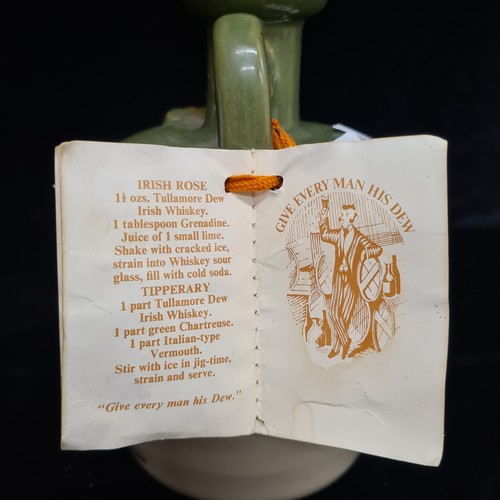 IRISH ROSE
1½ ozs. Tullamore Dew
Irish Whiskey.
1 tablespoon Grenadine.
Juice of 1 small lime.
Shake with cracked ice,
strain into Whiskey sour
glass, fill with cold soda.
TIPPERARY
1 part Tullamore Dew
Irish Whiskey.
1 part green Chartreuse.
1 part Italian-type
Vermouth.
Stir with ice in jig-time,
strain and serve.
"Give every man his Dew."
GIVE EVERY MAN HIS DEW